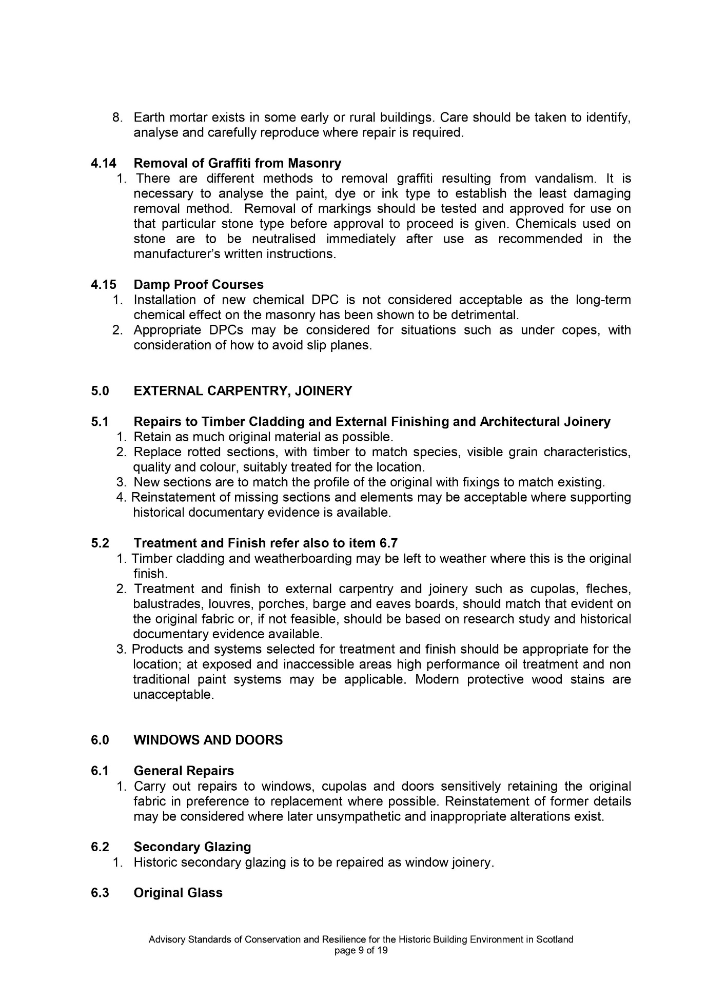 8. Earth mortar exists in some early or rural buildings. Care should be taken to identify,
analyse and carefully reproduce where repair is required.
4.14 Removal of Graffiti from Masonry
1. There are different methods to removal graffiti resulting from vandalism. It is
necessary to analyse the paint, dye or ink type to establish the least damaging
removal method. Removal of markings should be tested and approved for use on
that particular stone type before approval to proceed is given. Chemicals used on
stone are to be neutralised immediately after use as recommended in the
manufacturer’s written instructions.
4.15 Damp Proof Courses
1. Installation of new chemical DPC is not considered acceptable as the long-term
chemical effect on the masonry has been shown to be detrimental.
2. Appropriate DPCs may be considered for situations such as under copes, with
consideration of how to avoid slip planes.
5.0 EXTERNAL CARPENTRY, JOINERY
5.1 Repairs to Timber Cladding and External Finishing and Architectural Joinery
1. Retain as much original material as possible.
2. Replace rotted sections, with timber to match species, visible grain characteristics,
quality and colour, suitably treated for the location.
3. New sections are to match the profile of the original with fixings to match existing.
4. Reinstatement of missing sections and elements may be acceptable where supporting
historical documentary evidence is available.
5.2 Treatment and Finish refer also to item 6.7
1. Timber cladding and weatherboarding may be left to weather where this is the original
finish.
2. Treatment and finish to external carpentry and joinery such as cupolas, fleches,
balustrades, louvres, porches, barge and eaves boards, should match that evident on
the original fabric or, if not feasible, should be based on research study and historical
documentary evidence available.
3. Products and systems selected for treatment and finish should be appropriate for the
location; at exposed and inaccessible areas high performance oil treatment and non
traditional paint systems may be applicable. Modern protective wood stains are
unacceptable.
6.0 WINDOWS AND DOORS
6.1 General Repairs
1. Carry out repairs to windows, cupolas and doors sensitively retaining the original
fabric in preference to replacement where possible. Reinstatement of former details
may be considered where later unsympathetic and inappropriate alterations exist.
6.2 Secondary Glazing
1. Historic secondary glazing is to be repaired as window joinery.
6.3 Original Glass
Advisory Standards of Conservation and Resilience for the Historic Building Environment in Scotland
page 9 of 19